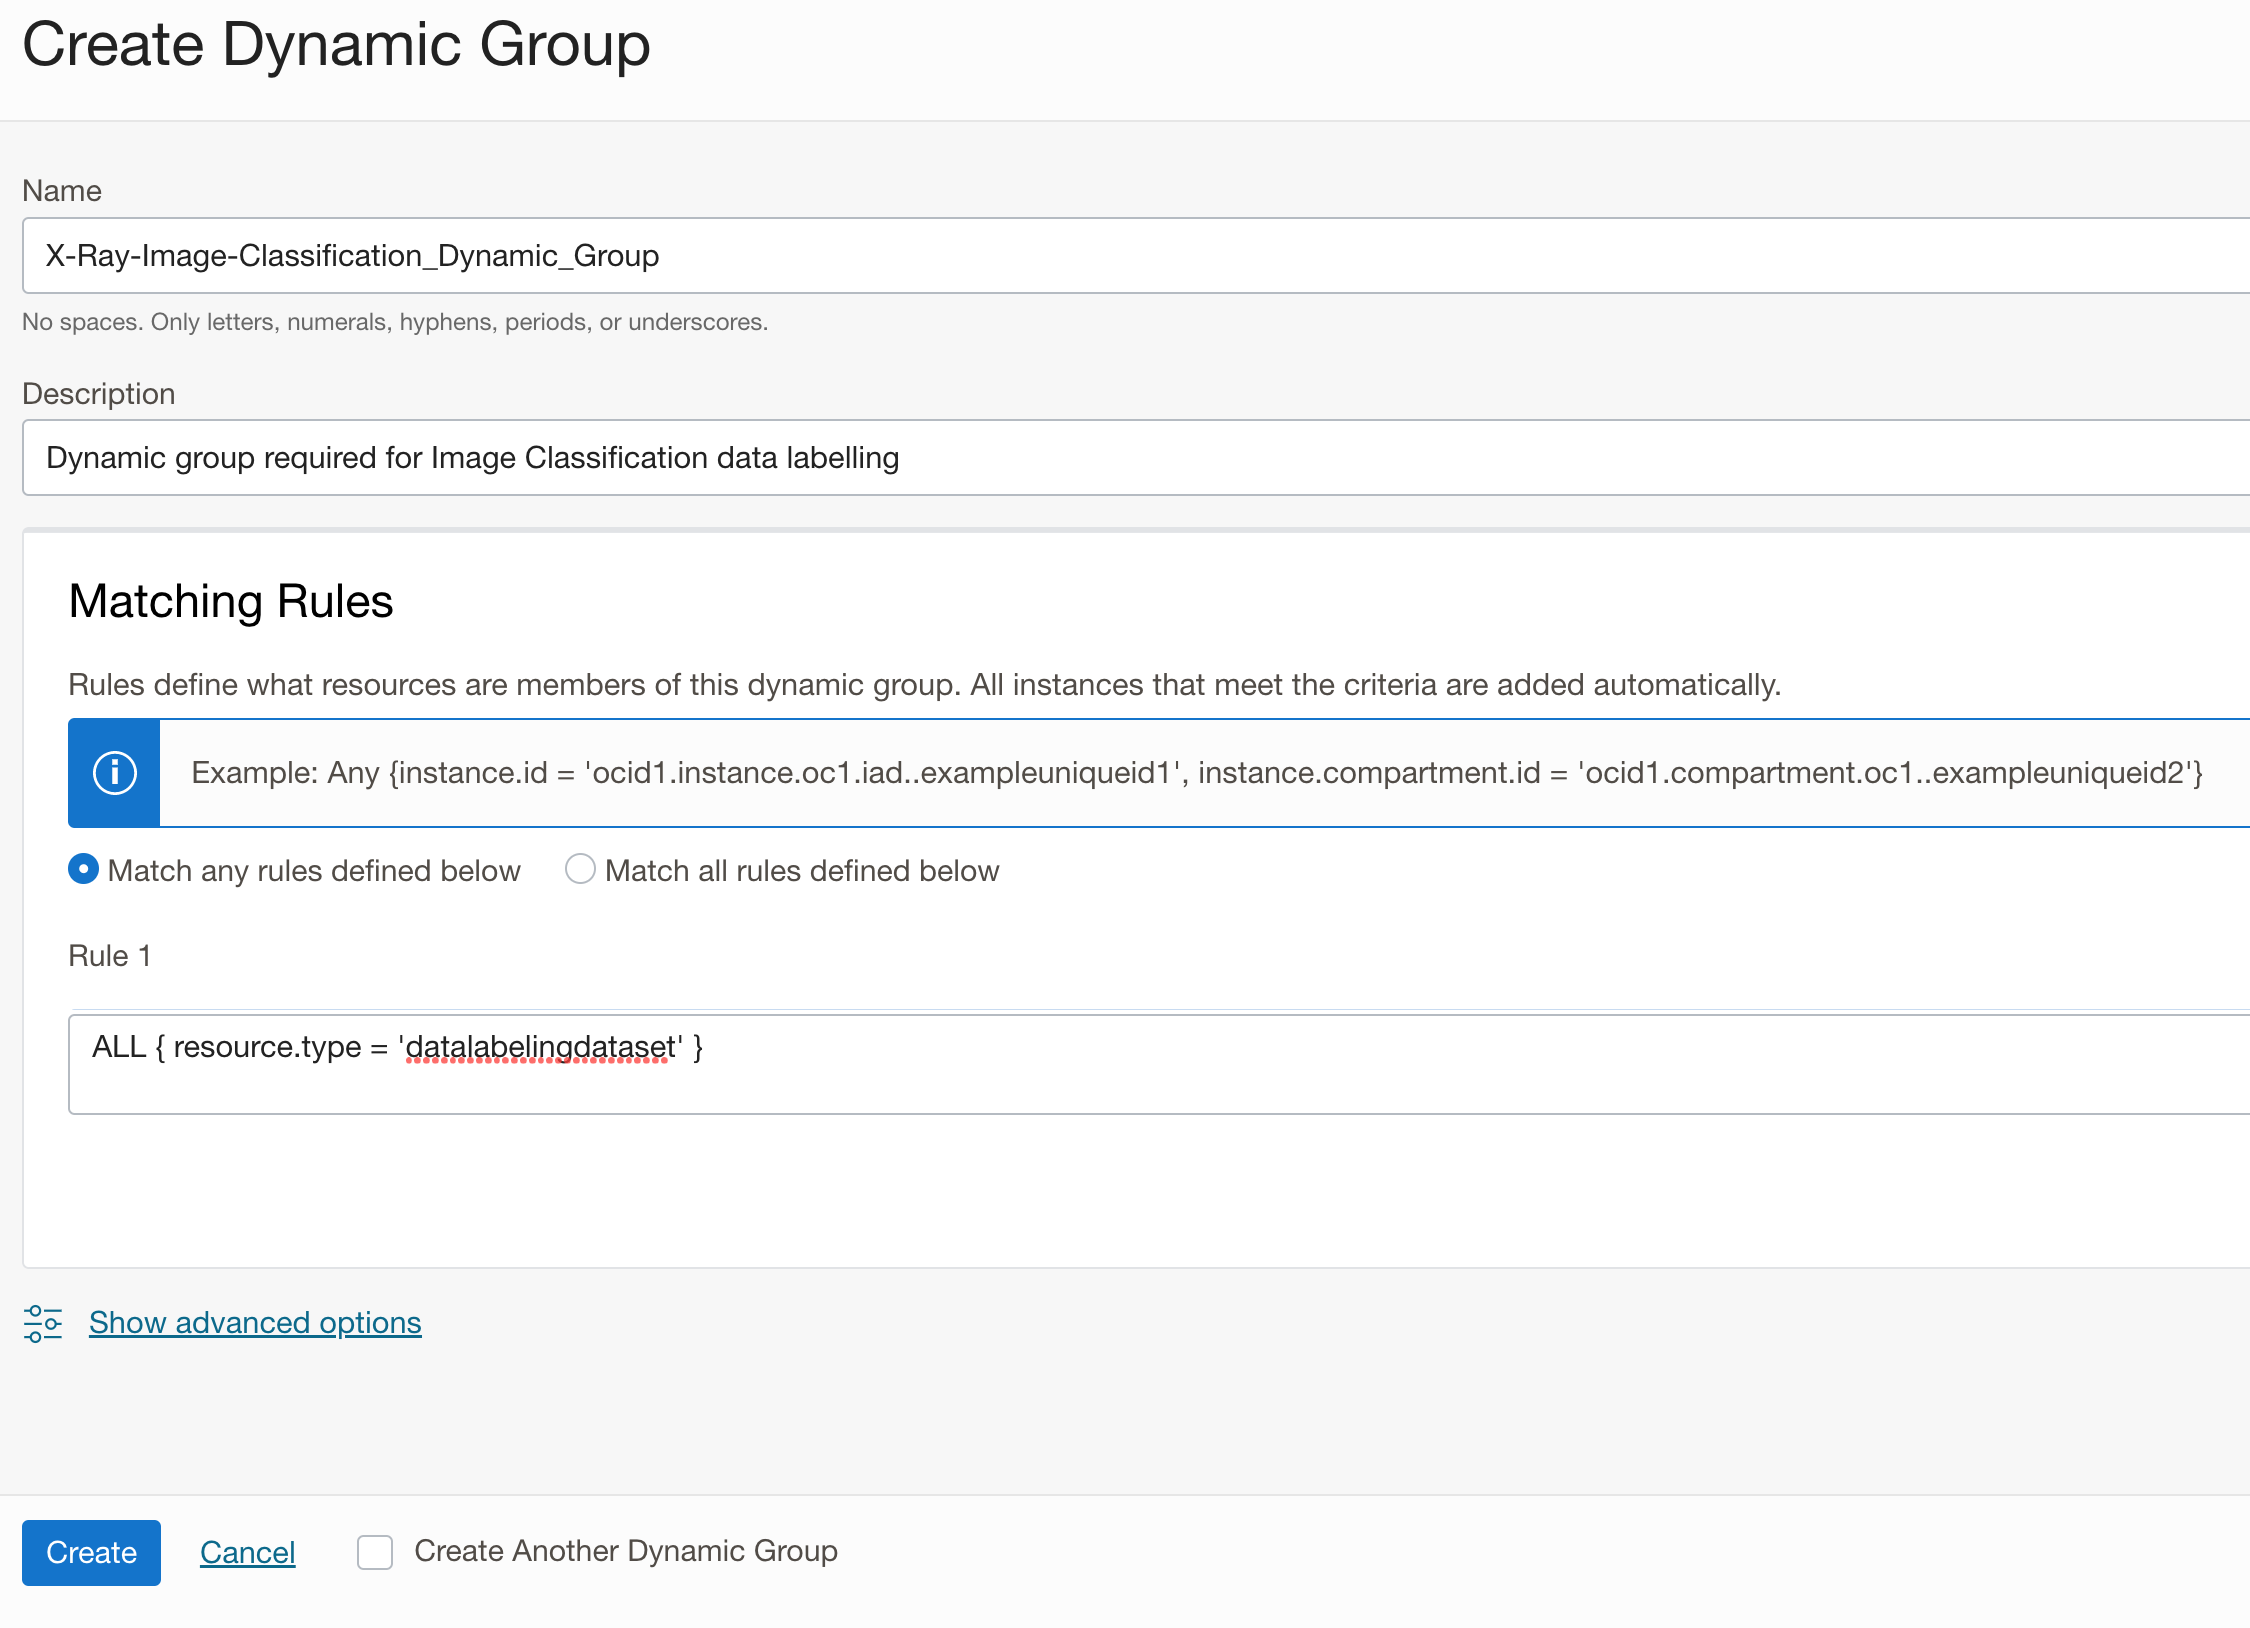 Create Dynamic Group
Name
X-Ray-Image-Classification_Dynamic_Group
No spaces. Only letters, numerals, hyphens, periods, or underscores.
Description
Dynamic group required for Image Classification data labelling
Matching Rules
Rules define what resources are members of this dynamic group. All instances that meet the criteria are added automatically.
Example: Any {instance.id = 'ocid1.instance.oc1.iad..exampleuniqueid1', instance.compartment.id = 'ocid1.compartment.oc1..exampleuniqueid2'}
Match any rules defined below Match all rules defined below
Rule 1
ALL { resource.type = 'datalabelingdataset' }
Show advanced options
Create Cancel Create Another Dynamic Group